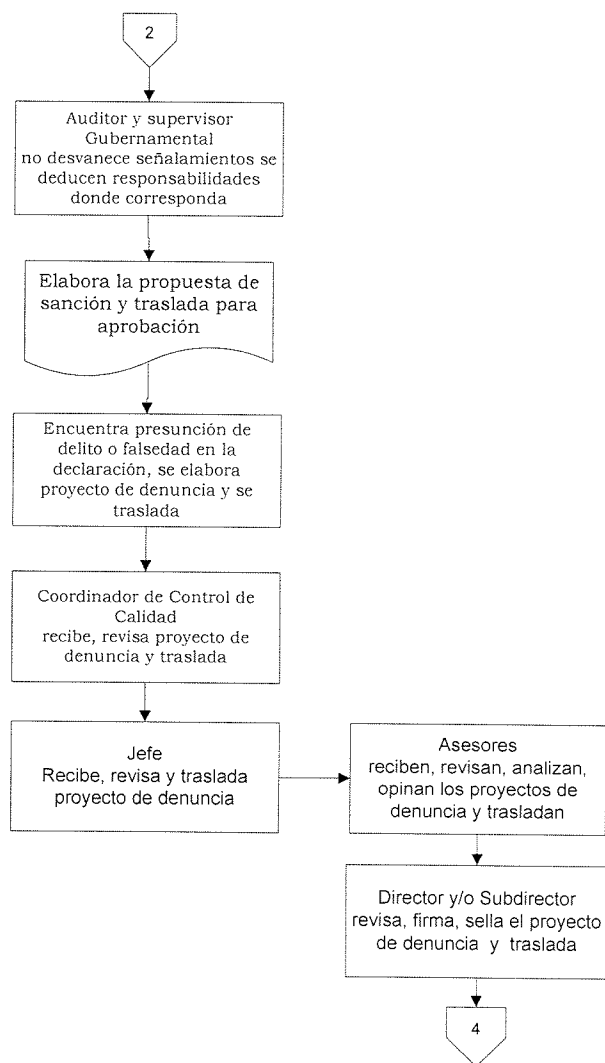 2
Auditor y supervisor
Gubernamental
no desvanece señalamientos se
deducen responsabilidades
donde corresponda
Elabora la propuesta de
sanción y traslada para
aprobación
Encuentra presunción de
delito o falsedad en la
declaración, se elabora
proyecto de denuncia y se
traslada
Coordinador de Control de
Calidad
recibe, revisa proyecto de
denuncia y traslada
Jefe
Recibe, revisa y traslada
proyecto de denuncia
Asesores
reciben, revisan, analizan,
opinan los proyectos de
denuncia y trasladan
Director y/o Subdirector
revisa, firma, sella el proyecto
de denuncia y traslada
4